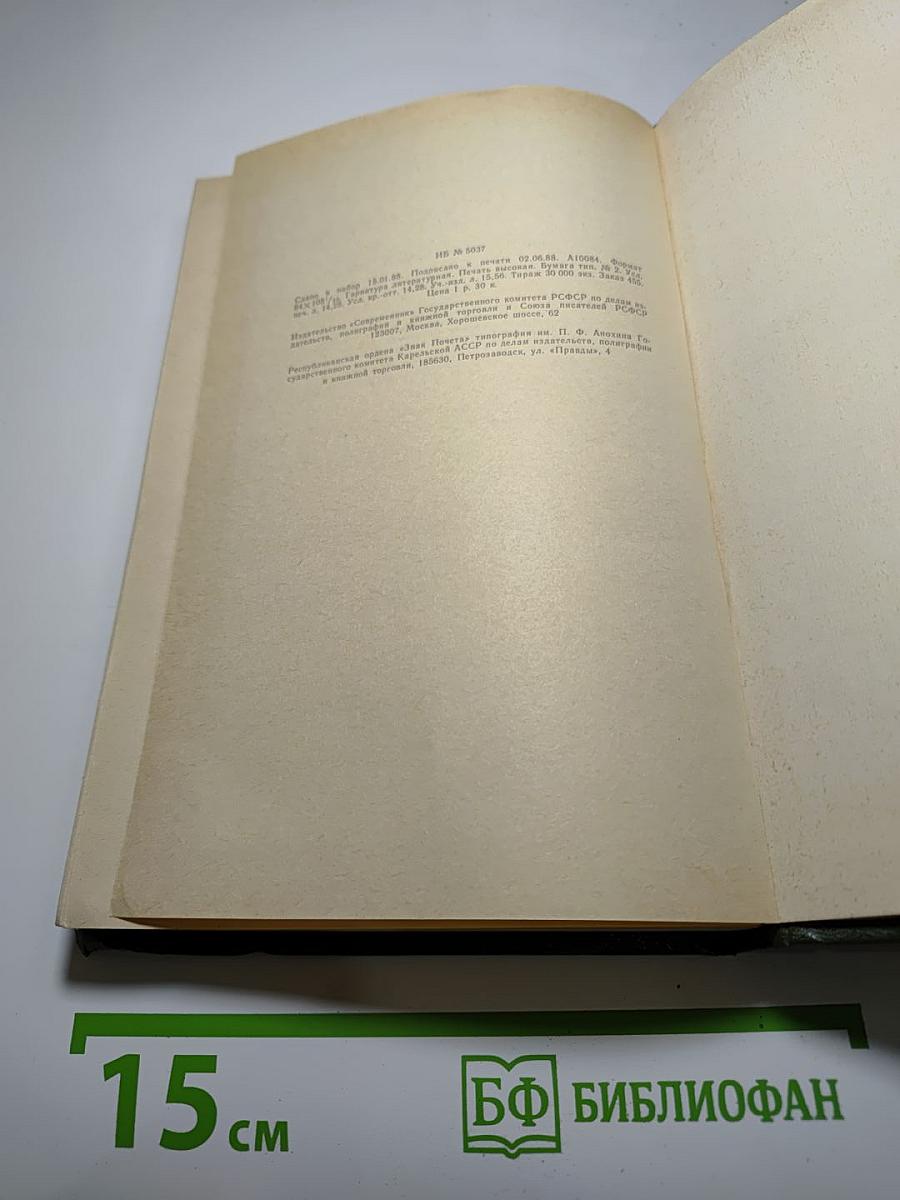 ИБ № 5037
Сдано в набор 15.01.88. Подписано к печати 02.06.88. А10084. Формат
84×108/16. Гарнитура литературная. Печать высокая. Бумага тип. № 2. Усл.
печ. л. 14,28. Усл. кр.-отт. 14,28. Уч.-изд. л. 15,56. Тираж 30 000 экз. Заказ 455.
Цена 1 р. 30 к.
Издательство «Современник» Государственного комитета РСФСР по делам из-
дательств, полиграфии и книжной торговли и Союза писателей РСФСР
123007, Москва, Хорошевское шоссе, 62
Республиканская ордена «Знак Почета» типография им. П. Ф. Анохина Го-
сударственного комитета Карельской АССР по делам издательств, полиграфии
и книжной торговли, 185630, Петрозаводск, ул. «Правды», 4
15 см
БФ БИБЛИОФАН